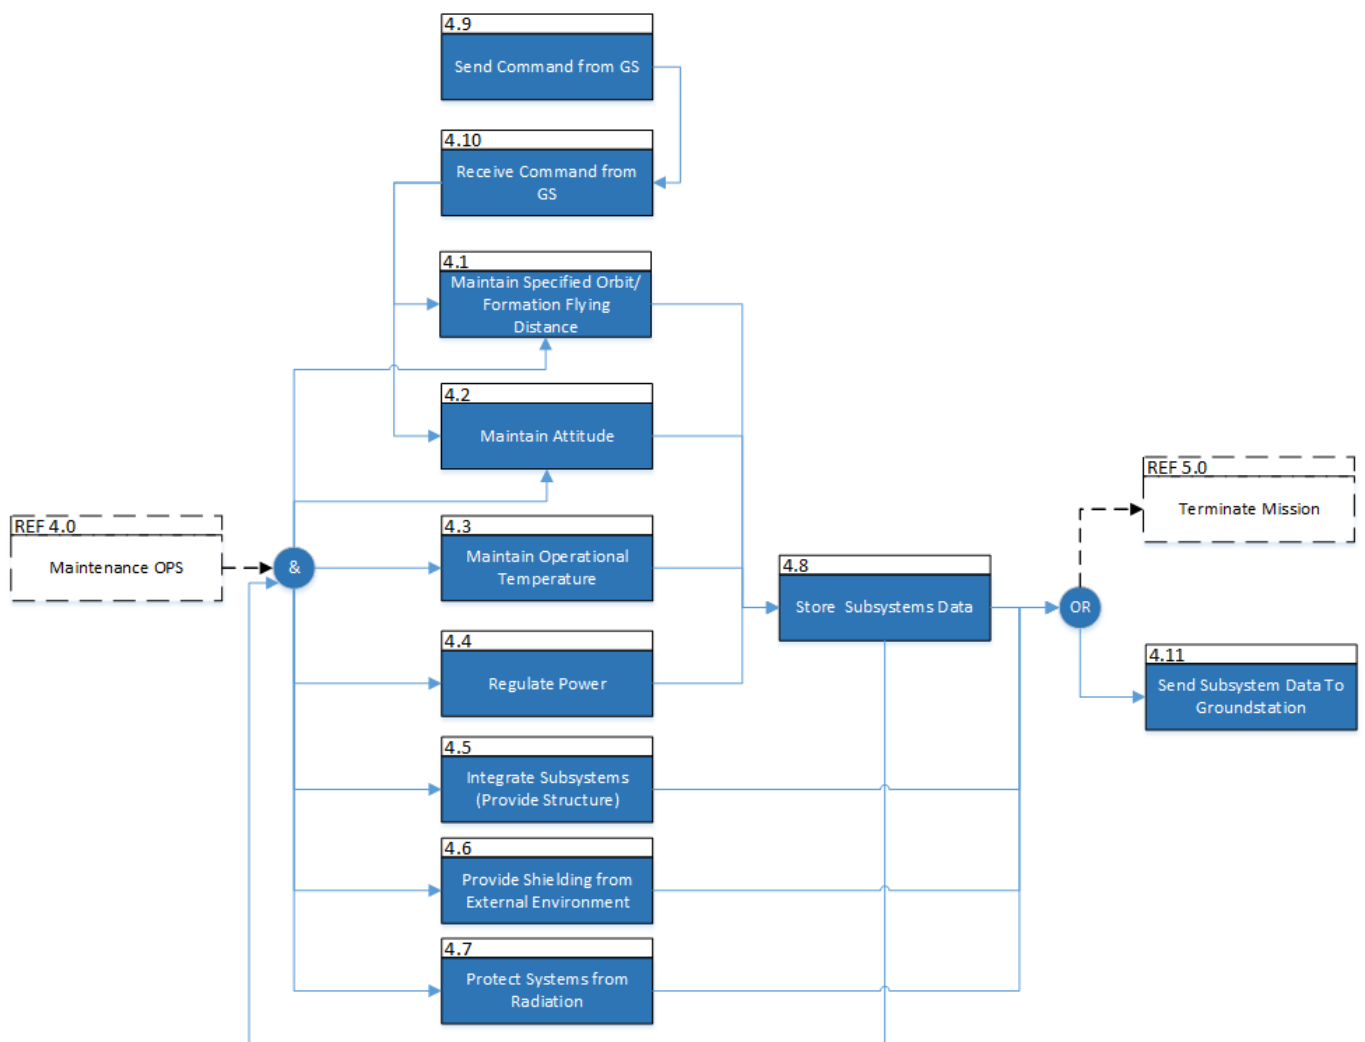 4.9
Send Command from GS
4.10
Receive Command from
GS
4.1
Maintain Specified Orbit/
Formation Flying
Distance
4.2
Maintain Attitude
REF 4.0
Maintenance OPS
&
4.3
Maintain Operational
Temperature
4.4
Regulate Power
4.5
Integrate Subsystems
(Provide Structure)
4.6
Provide Shielding from
External Environment
4.7
Protect Systems from
Radiation
4.8
Store Subsystems Data
OR
REF 5.0
Terminate Mission
4.11
Send Subsystem Data To
Groundstation